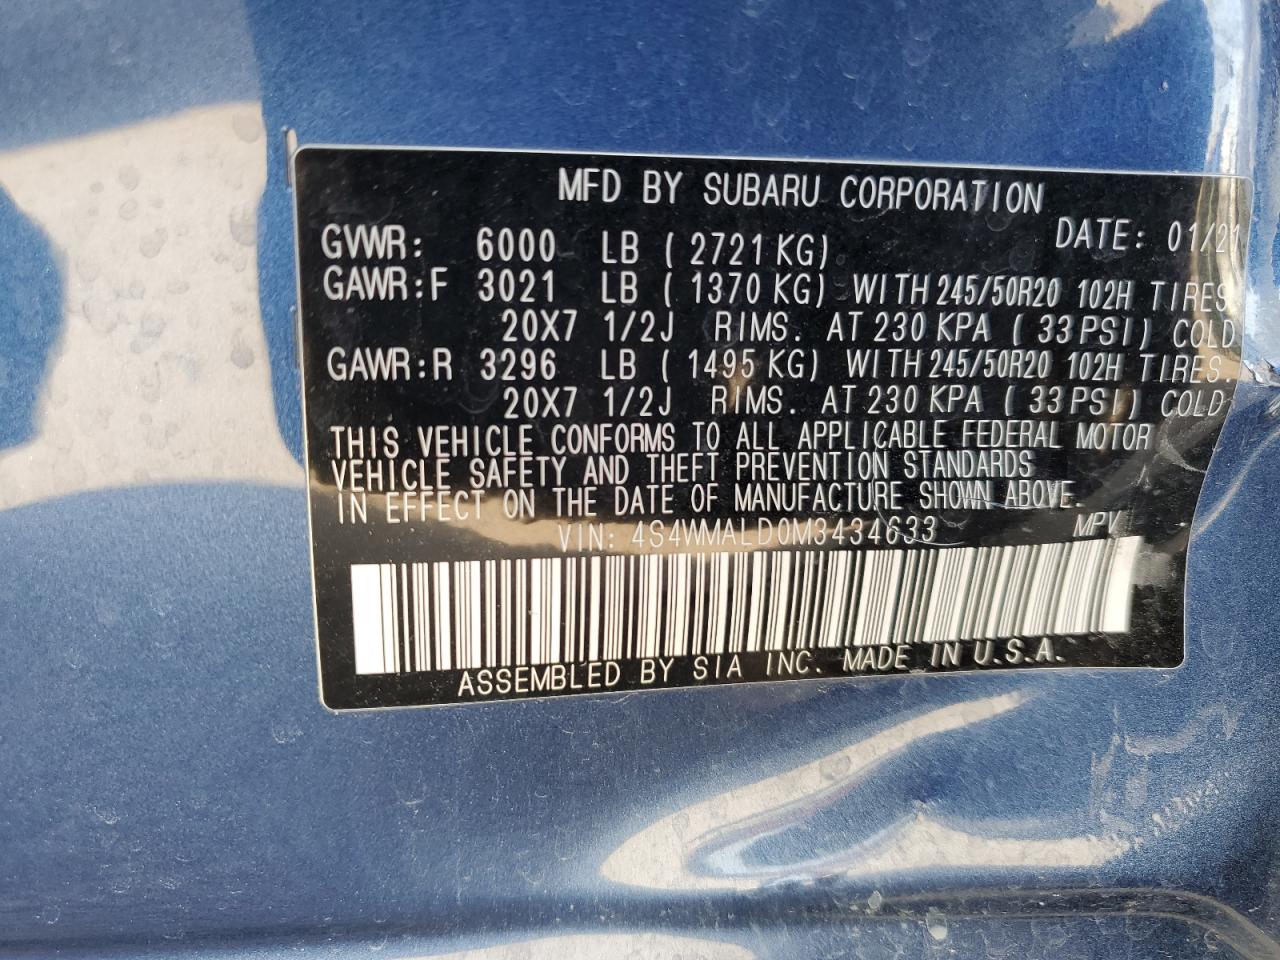 MFD BY SUBARU CORPORATION
DATE: 01/21
GVWR: 6000 LB ( 2721 KG)
GAWR:F 3021 LB ( 1370 KG) WITH 245/50R20 102H TIRES.
20X7 1/2J RIMS. AT 230 KPA ( 33 PSI) COLD
GAWR:R 3296 LB ( 1495 KG) WITH 245/50R20 102H TIRES.
20X7 1/2J RIMS. AT 230 KPA ( 33 PSI) COLD
THIS VEHICLE CONFORMS TO ALL APPLICABLE FEDERAL MOTOR
VEHICLE SAFETY AND THEFT PREVENTION STANDARDS
IN EFFECT ON THE DATE OF MANUFACTURE SHOWN ABOVE.
VIN: 4S4WMALD0M3434633 MPV
ASSEMBLED BY SIA INC. MADE IN U.S.A.